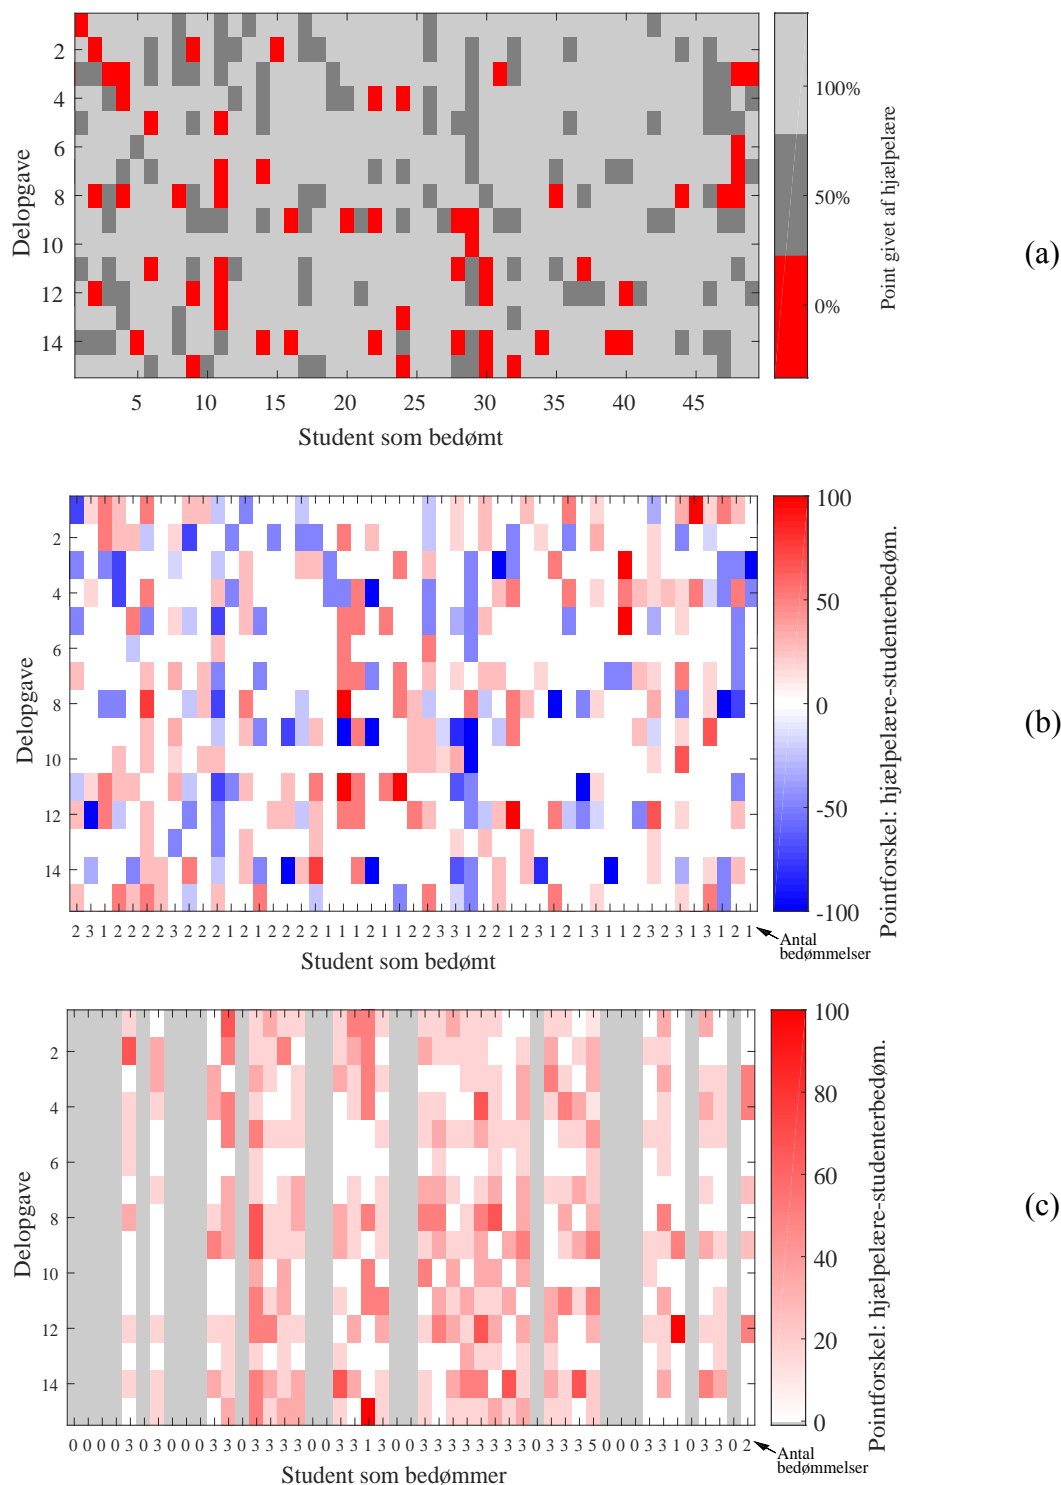 2
4
6
8
10
12
14
Delopgave
5 10 15 20 25 30 35 40 45
Student som bedømt
100%
50%
0%
Point givet af hjælpelære
(a)
2
4
6
8
10
12
14
Delopgave
2 3 1 2 2 2 2 3 2 2 2 1 2 1 2 2 2 2 2 1 1 2 1 1 2 2 3 3 1 2 2 1 2 3 1 2 1 3 1 1 2 3 2 3 1 3 1 2 1
Antal
bedømmelser
Student som bedømt
100
50
0
-50
-100
Pointforskel: hjælpelære-studenterbedøm.
(b)
2
4
6
8
10
12
14
Delopgave
0 0 0 0 3 0 3 0 0 0 3 3 0 3 3 3 3 0 0 3 3 1 3 0 0 3 3 3 3 3 3 3 3 0 3 3 3 5 0 0 0 3 3 1 0 3 3 0 2
Antal
bedømmelser
Student som bedømmer
100
80
60
40
20
0
Pointforskel: hjælpelære-studenterbedøm.
(c)